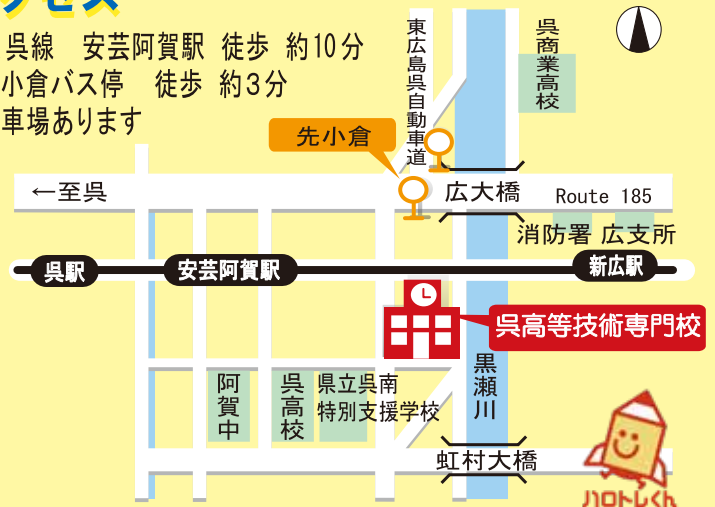 クセス
呉線　安芸阿賀駅 徒歩 約10分
小倉バス停　徒歩 約3分
車場あります
東広島呉自動車道
呉商業高校
先小倉
←至呉
広大橋
Route 185
消防署 広支所
呉駅
安芸阿賀駅
新広駅
呉高等技術専門校
黒瀬川
阿賀中
呉高校
県立呉南
特別支援学校
虹村大橋
ハロトレくん